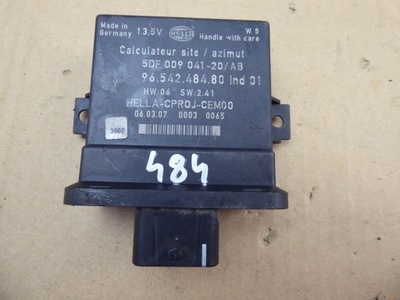 Made in Germany 13,5V HELLA W 5
Handle with care
Calculateur site / azimut
5DF 009 041-20/AB
96.542.484.80 Ind 01
HW:06 SW:2.41
HELLA-CPROJ-CEM00
06.03.07 0003 0065
3905
484